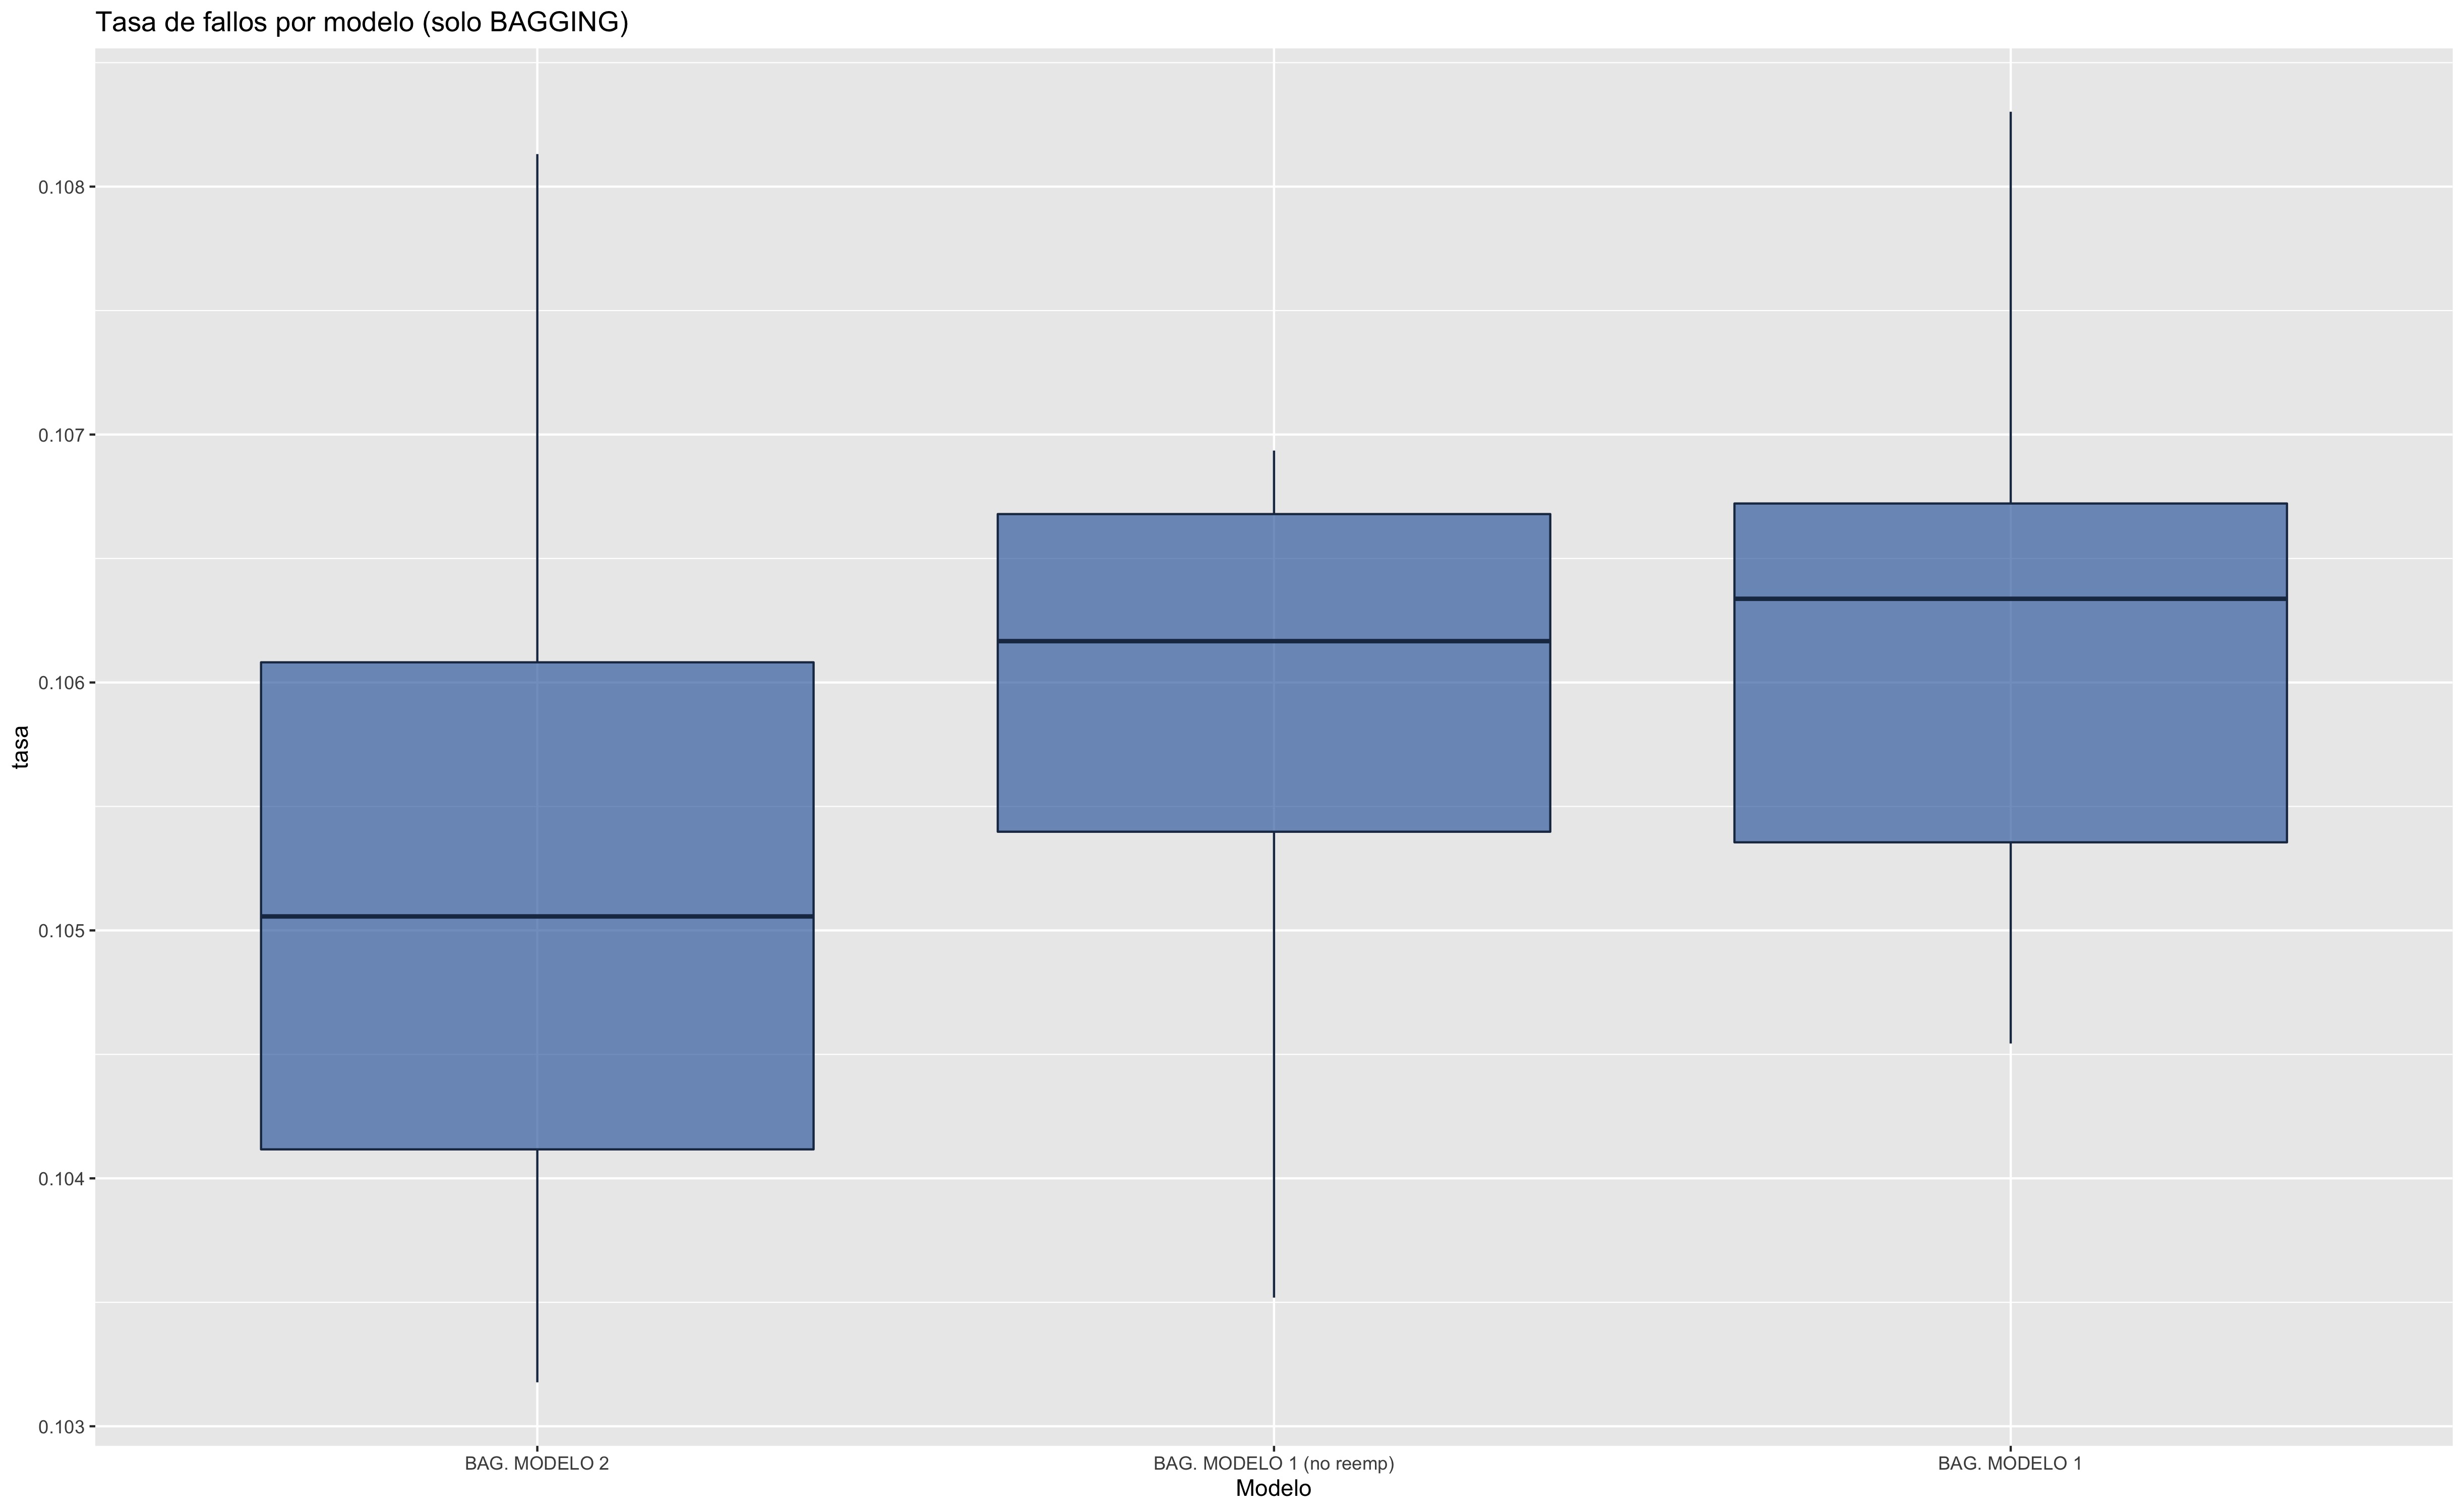 Tasa de fallos por modelo (solo BAGGING)
tasa
0.108
0.107
0.106
0.105
0.104
0.103
BAG. MODELO 2
BAG. MODELO 1 (no reemp)
BAG. MODELO 1
Modelo